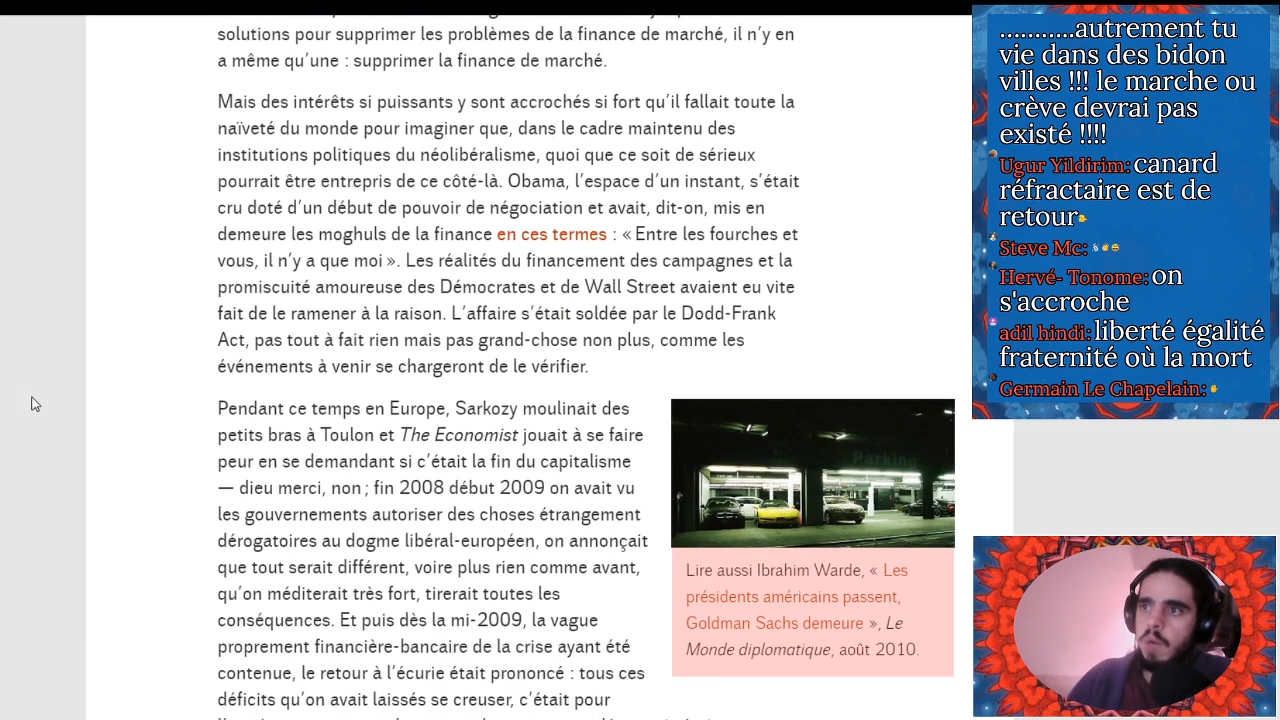 solutions pour supprimer les problèmes de la finance de marché, il n’y en
a même qu’une : supprimer la finance de marché.
Mais des intérêts si puissants y sont accrochés si fort qu’il fallait toute la
naïveté du monde pour imaginer que, dans le cadre maintenu des
institutions politiques du néolibéralisme, quoi que ce soit de sérieux
pourrait être entrepris de ce côté-là. Obama, l’espace d’un instant, s’était
cru doté d’un début de pouvoir de négociation et avait, dit-on, mis en
demeure les moghuls de la finance en ces termes : « Entre les fourches et
vous, il n’y a que moi ». Les réalités du financement des campagnes et la
promiscuité amoureuse des Démocrates et de Wall Street avaient eu vite
fait de le ramener à la raison. L’affaire s’était soldée par le Dodd-Frank
Act, pas tout à fait rien mais pas grand-chose non plus, comme les
événements à venir se chargeront de le vérifier.
Pendant ce temps en Europe, Sarkozy moulinait des
petits bras à Toulon et The Economist jouait à se faire
peur en se demandant si c’était la fin du capitalisme
— dieu merci, non ; fin 2008 début 2009 on avait vu
les gouvernements autoriser des choses étrangement
dérogatoires au dogme libéral-européen, on annonçait
que tout serait différent, voire plus rien comme avant,
qu’on méditerait très fort, tirerait toutes les
conséquences. Et puis dès la mi-2009, la vague
proprement financière-bancaire de la crise ayant été
contenue, le retour à l’écurie était prononcé : tous ces
déficits qu’on avait laissés se creuser, c’était pour
Parking
Lire aussi Ibrahim Warde, « Les
présidents américains passent,
Goldman Sachs demeure », Le
Monde diplomatique, août 2010.
...........autrement tu
vie dans des bidon
villes !!! le marche ou
crève devrai pas
existé !!!!
Ugur Yildirim: canard
réfractaire est de
retour
Steve Mc:
Hervé- Tonome: on
s'accroche
adil hindi: liberté égalité
fraternité où la mort
Germain Le Chapelain: